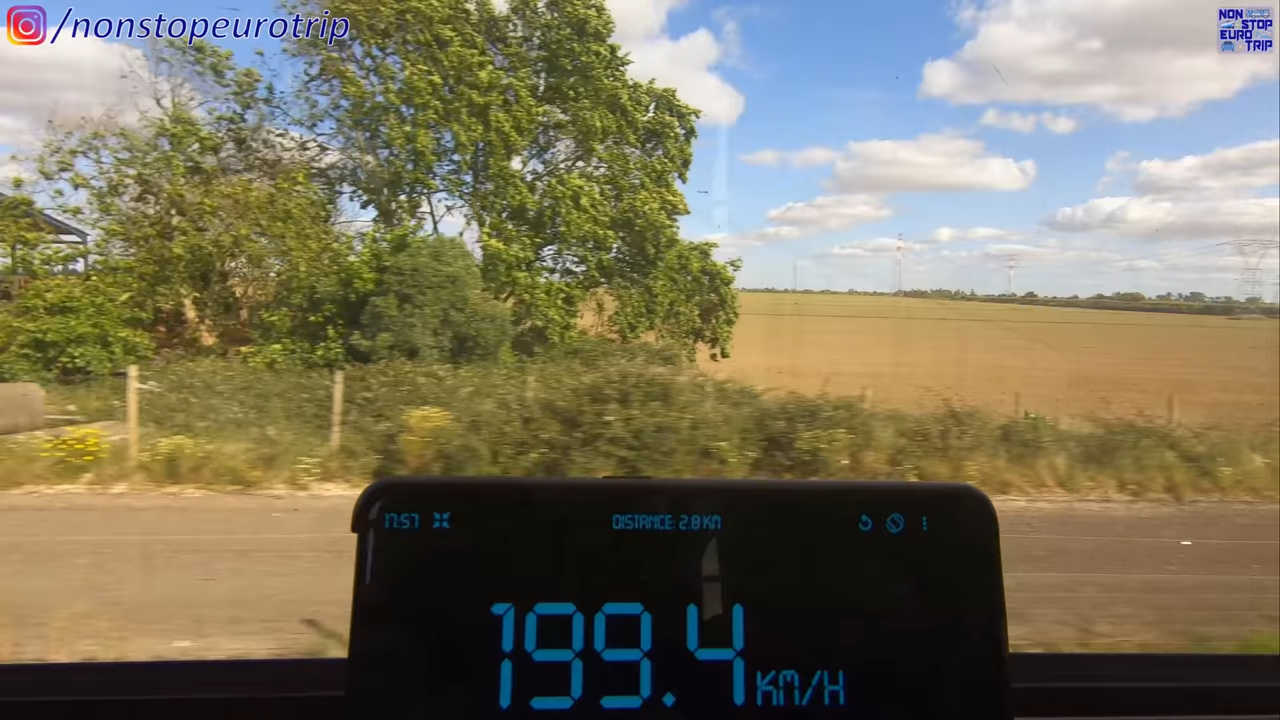 /nonstopeurotrip
NON
STOP
EURO
TRIP
17:57
DISTANCE: 2.8 KM
199.4 KM/H